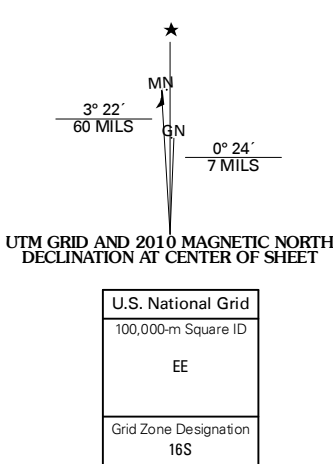 ★
MN
3° 22´
60 MILS
GN
0° 24´
7 MILS
UTM GRID AND 2010 MAGNETIC NORTH
DECLINATION AT CENTER OF SHEET
U.S. National Grid
100,000-m Square ID
EE
Grid Zone Designation
16S